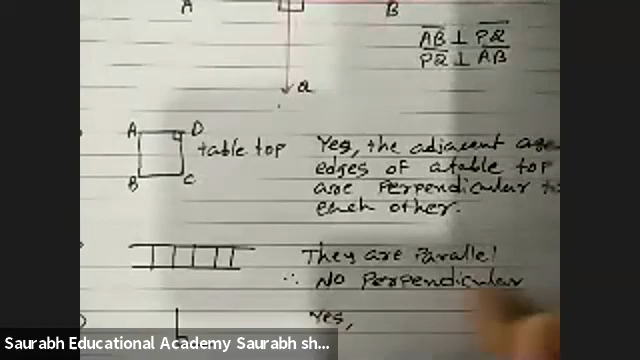 A B
AB ⊥ PQ
PQ ⊥ AB
Q
A D
table top
B C
Yes, the adjacent
edges of a table top
are perpendicular to
each other.
They are Parallel
∴ No Perpendicular
Yes,
L
Saurabh Educational Academy Saurabh sh...